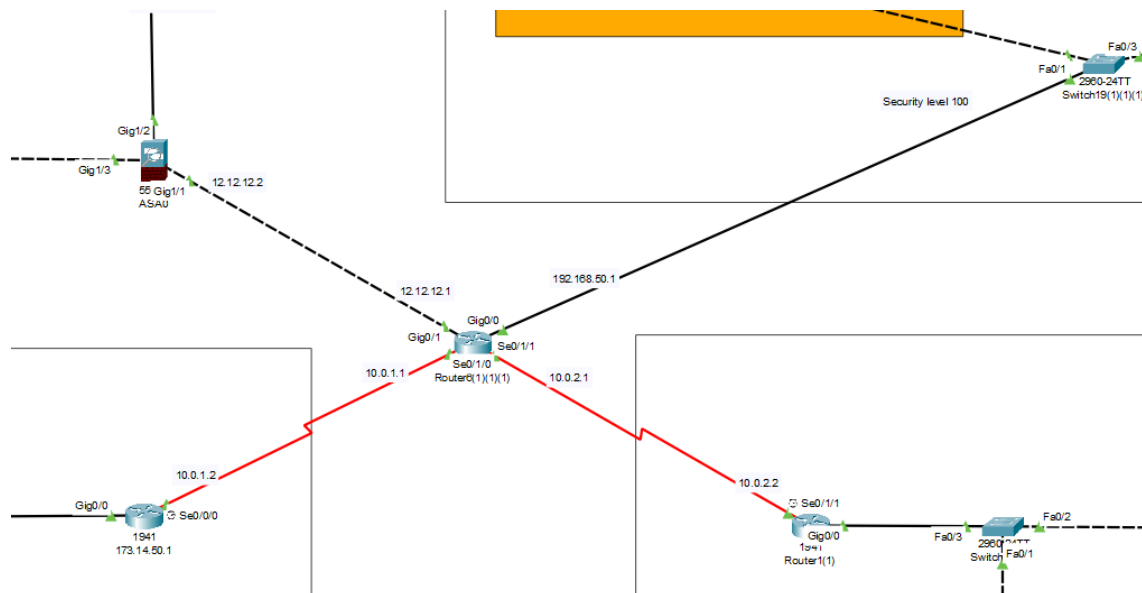 Fa0/3
Fa0/1
2960-24TT
Switch19(1)(1)(1)
Security level 100
Gig1/2
Gig1/3
Gig1/1
ASA0
12.12.12.2
192.168.50.1
12.12.12.1
Gig0/0
Gig0/1
Se0/1/1
Se0/1/0
Router6(1)(1)(1)
10.0.1.1
10.0.2.1
10.0.1.2
Gig0/0
Se0/0/0
1941
173.14.50.1
10.0.2.2
Se0/1/1
Gig0/0
1941
Router1(1)
Fa0/3
Fa0/2
2960-24TT
Switch
Fa0/1